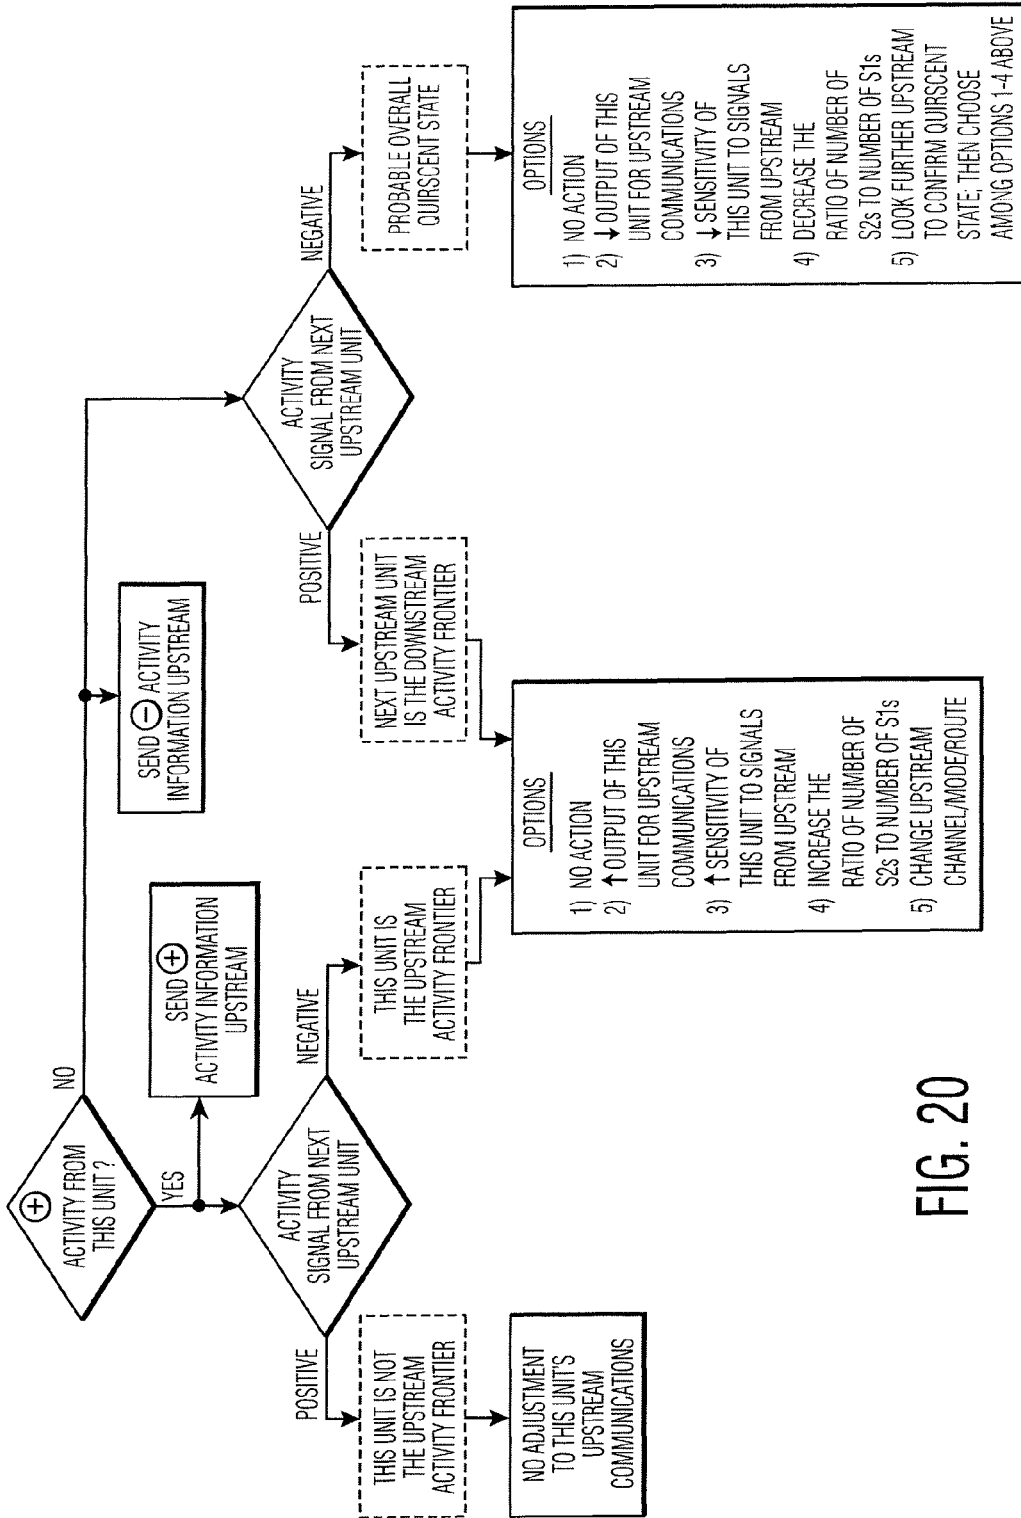 ⊕
ACTIVITY FROM
THIS UNIT?
NO
YES
SEND ⊕
ACTIVITY INFORMATION
UPSTREAM
SEND ⊖ ACTIVITY
INFORMATION UPSTREAM
ACTIVITY
SIGNAL FROM NEXT
UPSTREAM UNIT
POSITIVE
NEGATIVE
THIS UNIT IS NOT
THE UPSTREAM
ACTIVITY FRONTIER
NO ADJUSTMENT
TO THIS UNIT'S
UPSTREAM
COMMUNICATIONS
THIS UNIT IS
THE UPSTREAM
ACTIVITY FRONTIER
ACTIVITY
SIGNAL FROM NEXT
UPSTREAM UNIT
POSITIVE
NEGATIVE
NEXT UPSTREAM UNIT
IS THE DOWNSTREAM
ACTIVITY FRONTIER
OPTIONS
1) NO ACTION
2) ↑ OUTPUT OF THIS
UNIT FOR UPSTREAM
COMMUNICATIONS
3) ↑ SENSITIVITY OF
THIS UNIT TO SIGNALS
FROM UPSTREAM
4) INCREASE THE
RATIO OF NUMBER OF
S2s TO NUMBER OF S1s
5) CHANGE UPSTREAM
CHANNEL/MODE/ROUTE
PROBABLE OVERALL
QUIRSCENT STATE
OPTIONS
1) NO ACTION
2) ↓ OUTPUT OF THIS
UNIT FOR UPSTREAM
COMMUNICATIONS
3) ↓ SENSITIVITY OF
THIS UNIT TO SIGNALS
FROM UPSTREAM
4) DECREASE THE
RATIO OF NUMBER OF
S2s TO NUMBER OF S1s
5) LOOK FURTHER UPSTREAM
TO CONFIRM QUIRSCENT
STATE; THEN CHOOSE
AMONG OPTIONS 1-4 ABOVE
FIG. 20